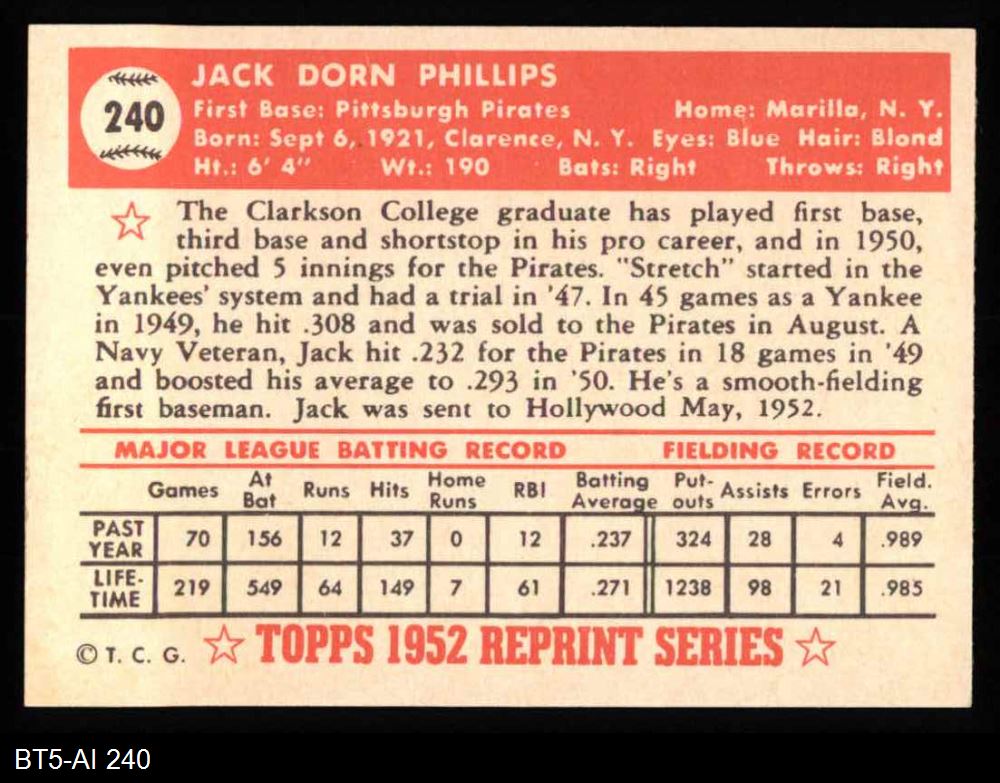 JACK DORN PHILLIPS
240
First Base: Pittsburgh Pirates Home: Marilla, N. Y.
Born: Sept 6, 1921, Clarence, N. Y. Eyes: Blue Hair: Blond
Ht.: 6' 4" Wt.: 190 Bats: Right Throws: Right
The Clarkson College graduate has played first base,
third base and shortstop in his pro career, and in 1950,
even pitched 5 innings for the Pirates. "Stretch" started in the
Yankees' system and had a trial in '47. In 45 games as a Yankee
in 1949, he hit .308 and was sold to the Pirates in August. A
Navy Veteran, Jack hit .232 for the Pirates in 18 games in '49
and boosted his average to .293 in '50. He's a smooth-fielding
first baseman. Jack was sent to Hollywood May, 1952.
MAJOR LEAGUE BATTING RECORD FIELDING RECORD
Games At Bat Runs Hits Home Runs RBI Batting Average Put-outs Assists Errors Field. Avg.
PAST YEAR 70 156 12 37 0 12 .237 324 28 4 .989
LIFE-TIME 219 549 64 149 7 61 .271 1238 98 21 .985
© T. C. G. TOPPS 1952 REPRINT SERIES
BT5-AI 240